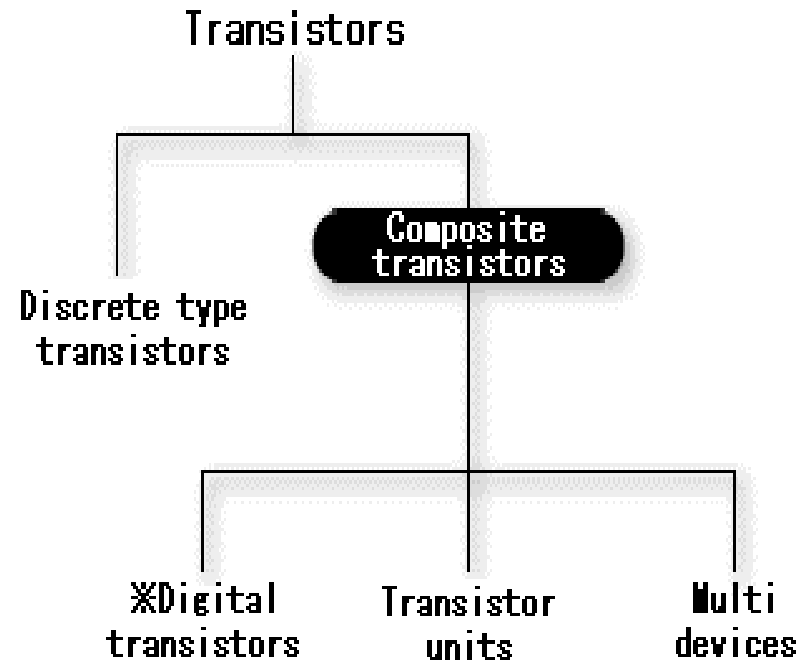 Transistors
Composite
transistors
Discrete type
transistors
※Digital
transistors
Transistor
units
Multi
devices